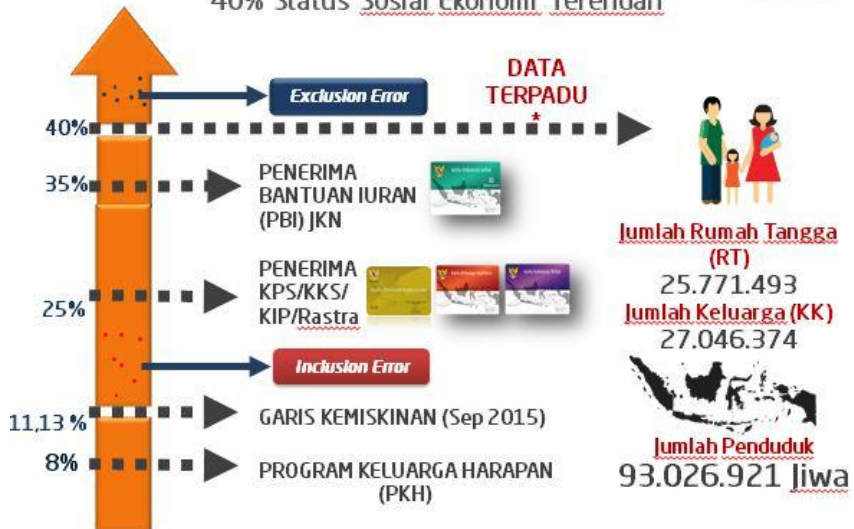 40% Status Sosial Ekonomi Terendah
Exclusion Error
DATA
TERPADU
*
40%
35%
PENERIMA
BANTUAN IURAN
(PBI) JKN
Jumlah Rumah Tangga
(RT)
25.771.493
PENERIMA
KPS/KKS/
KIP/Rastra
25%
Jumlah Keluarga (KK)
27.046.374
Inclusion Error
11,13 %
GARIS KEMISKINAN (Sep 2015)
8%
PROGRAM KELUARGA HARAPAN
(PKH)
Jumlah Penduduk
93.026.921 Jiwa